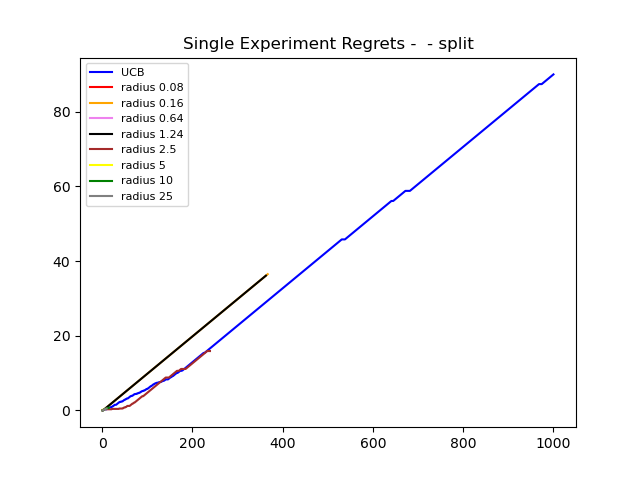 Single Experiment Regrets -  - split
UCB
radius 0.08
radius 0.16
radius 0.64
radius 1.24
radius 2.5
radius 5
radius 10
radius 25
80
60
40
20
0
0 200 400 600 800 1000